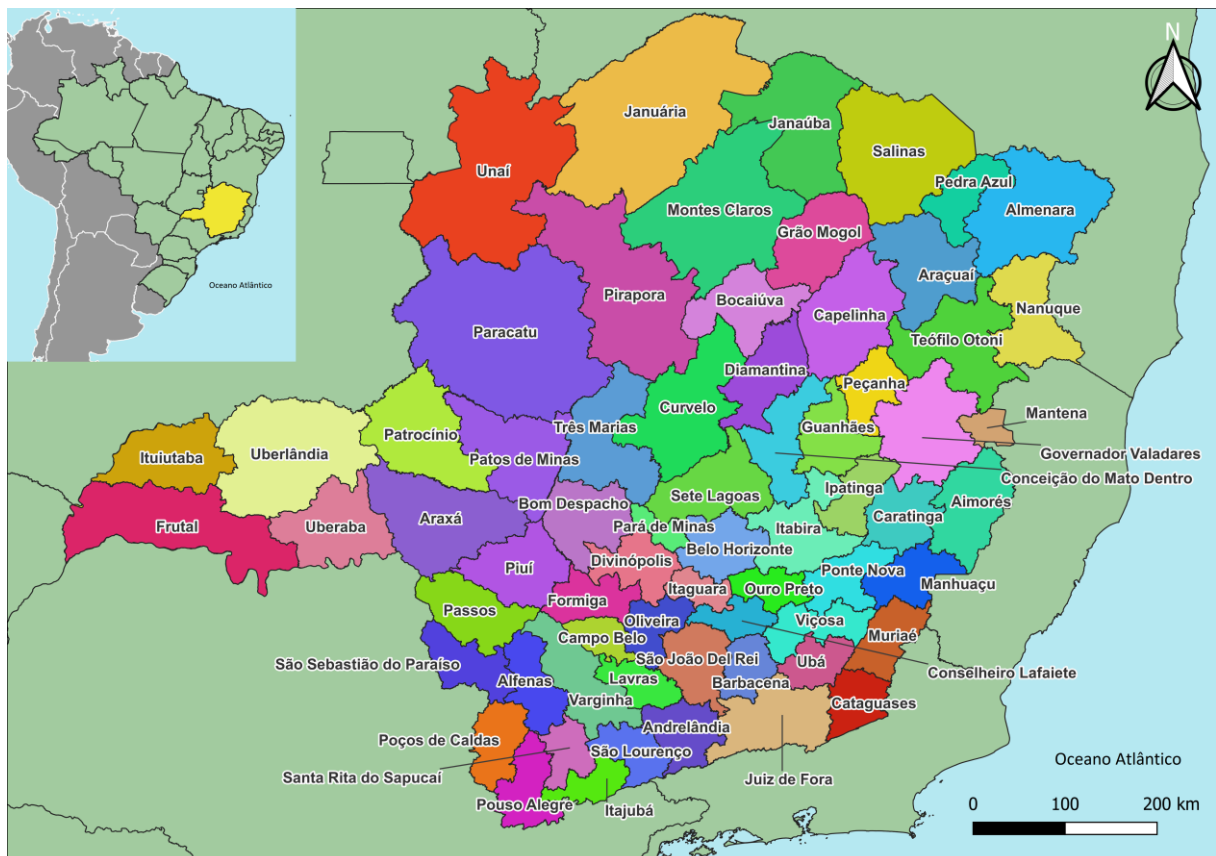 N
Januária
Janaúba
Salinas
Unaí
Pedra Azul
Almenara
Montes Claros
Grão Mogol
Araçuaí
Oceano Atlântico
Pirapora
Bocaiúva
Capelinha
Nanuque
Paracatu
Teófilo Otoni
Diamantina
Peçanha
Curvelo
Mantena
Patrocínio
Três Marias
Guanhães
Ituiutaba
Uberlândia
Patos de Minas
Governador Valadares
Conceição do Mato Dentro
Ipatinga
Sete Lagoas
Aimorés
Bom Despacho
Araxá
Frutal
Uberaba
Pará de Minas
Itabira
Caratinga
Belo Horizonte
Divinópolis
Piuí
Ponte Nova
Manhuaçu
Itaguara
Ouro Preto
Formiga
Passos
Oliveira
Viçosa
Campo Belo
Muriaé
São Sebastião do Paraíso
São João Del Rei
Ubá
Conselheiro Lafaiete
Lavras
Alfenas
Barbacena
Varginha
Cataguases
Andrelândia
Poços de Caldas
São Lourenço
Oceano Atlântico
Santa Rita do Sapucaí
Juiz de Fora
Pouso Alegre
Itajubá
0 100 200 km